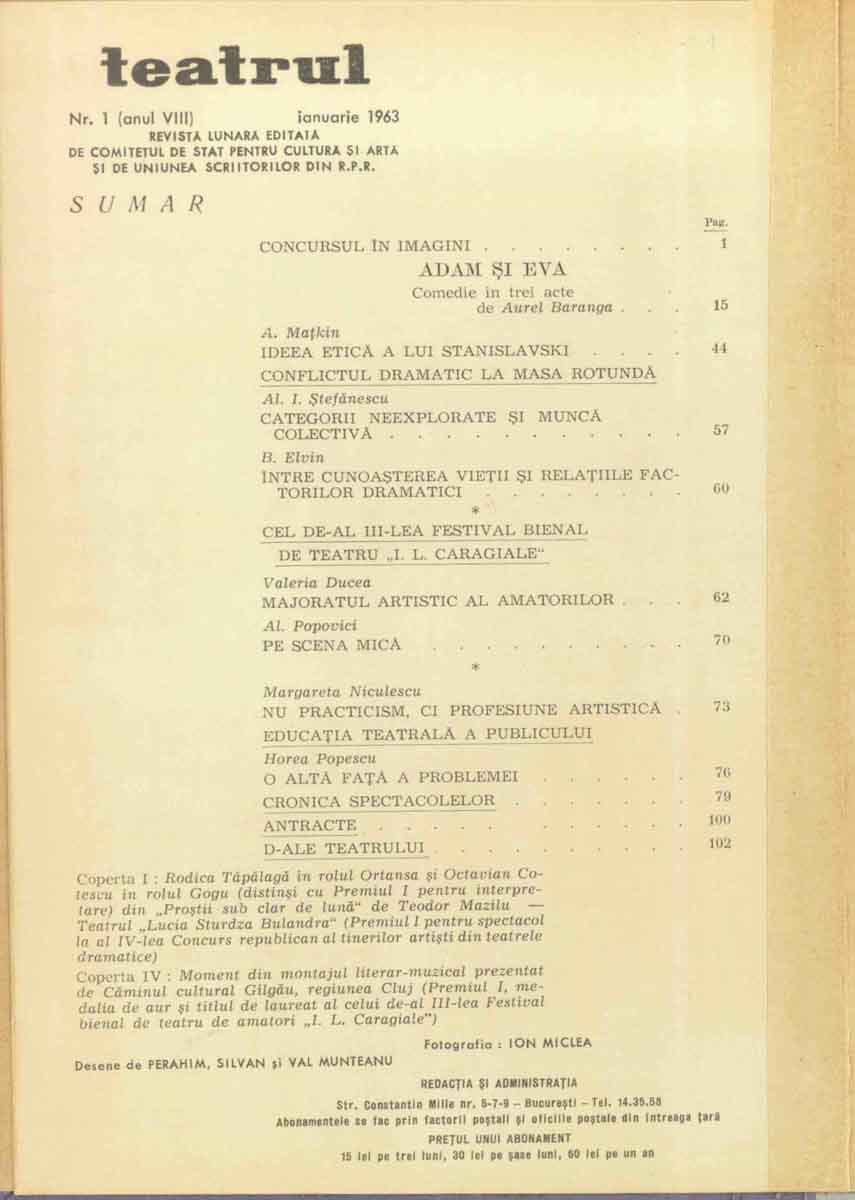 teatrul
Nr. 1 (anul VIII) ianuarie 1963
REVISTĂ LUNARĂ EDITATĂ
DE COMITETUL DE STAT PENTRU CULTURĂ ȘI ARTĂ
ȘI DE UNIUNEA SCRIITORILOR DIN R.P.R.
SUMAR
Pag.
CONCURSUL ÎN IMAGINI . . . . . . . . 1
ADAM ȘI EVA
Comedie în trei acte
de Aurel Baranga . . . 15
A. Mațkin
IDEEA ETICĂ A LUI STANISLAVSKI . . . . 44
CONFLICTUL DRAMATIC LA MASA ROTUNDĂ
Al. I. Ștefănescu
CATEGORII NEEXPLORATE ȘI MUNCĂ
COLECTIVĂ . . . . . . . . . . . 57
B. Elvin
ÎNTRE CUNOAȘTEREA VIEȚII ȘI RELAȚIILE FAC-
TORILOR DRAMATICI . . . . . . . 60
*
CEL DE-AL III-LEA FESTIVAL BIENAL
DE TEATRU „I. L. CARAGIALE“
Valeria Ducea
MAJORATUL ARTISTIC AL AMATORILOR . . . 62
Al. Popovici
PE SCENA MICĂ . . . . . . . . . . 70
*
Margareta Niculescu
NU PRACTICISM, CI PROFESIUNE ARTISTICĂ . 73
EDUCAȚIA TEATRALĂ A PUBLICULUI
Horea Popescu
O ALTĂ FAȚĂ A PROBLEMEI . . . . . . 76
CRONICA SPECTACOLELOR . . . . . . . 79
ANTRACTE . . . . . . . . . . . 100
D-ALE TEATRULUI . . . . . . . . . . 102
Coperta I : Rodica Tăpălagă în rolul Ortansa și Octavian Co-
tescu în rolul Gogu (distinși cu Premiul I pentru interpre-
tare) din „Proștii sub clar de lună“ de Teodor Mazilu —
Teatrul „Lucia Sturdza Bulandra“ (Premiul I pentru spectacol
la al IV-lea Concurs republican al tinerilor artiști din teatrele
dramatice)
Coperta IV : Moment din montajul literar-muzical prezentat
de Căminul cultural Gilgău, regiunea Cluj (Premiul I, me-
dalia de aur și titlul de laureat al celui de-al III-lea Festival
bienal de teatru de amatori „I. L. Caragiale“)
Fotografia : ION MICLEA
Desene de PERAHIM, SILVAN și VAL MUNTEANU
REDACȚIA ȘI ADMINISTRAȚIA
Str. Constantin Mille nr. 5-7-9 – București – Tel. 14.35.58
Abonamentele se fac prin factorii poștali și oficiile poștale din întreaga țară
PREȚUL UNUI ABONAMENT
15 lei pe trei luni, 30 lei pe șase luni, 60 lei pe un an